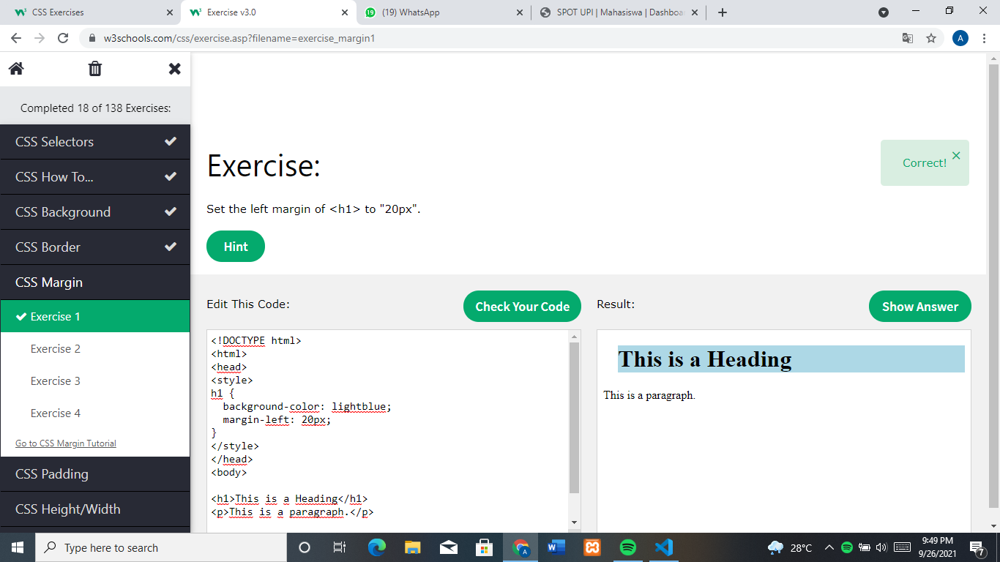 CSS Exercises
Exercise v3.0
(19) WhatsApp
SPOT UPI | Mahasiswa | Dashboa
w3schools.com/css/exercise.asp?filename=exercise_margin1
A
Completed 18 of 138 Exercises:
CSS Selectors
CSS How To...
CSS Background
CSS Border
CSS Margin
Exercise 1
Exercise 2
Exercise 3
Exercise 4
Go to CSS Margin Tutorial
CSS Padding
CSS Height/Width
Exercise:
Correct!
Set the left margin of <h1> to "20px".
Hint
Edit This Code:
Check Your Code
Result:
Show Answer
<!DOCTYPE html>
<html>
<head>
<style>
h1 {
  background-color: lightblue;
  margin-left: 20px;
}
</style>
</head>
<body>
<h1>This is a Heading</h1>
<p>This is a paragraph.</p>
This is a Heading
This is a paragraph.
Type here to search
28°C
9:49 PM
9/26/2021
7